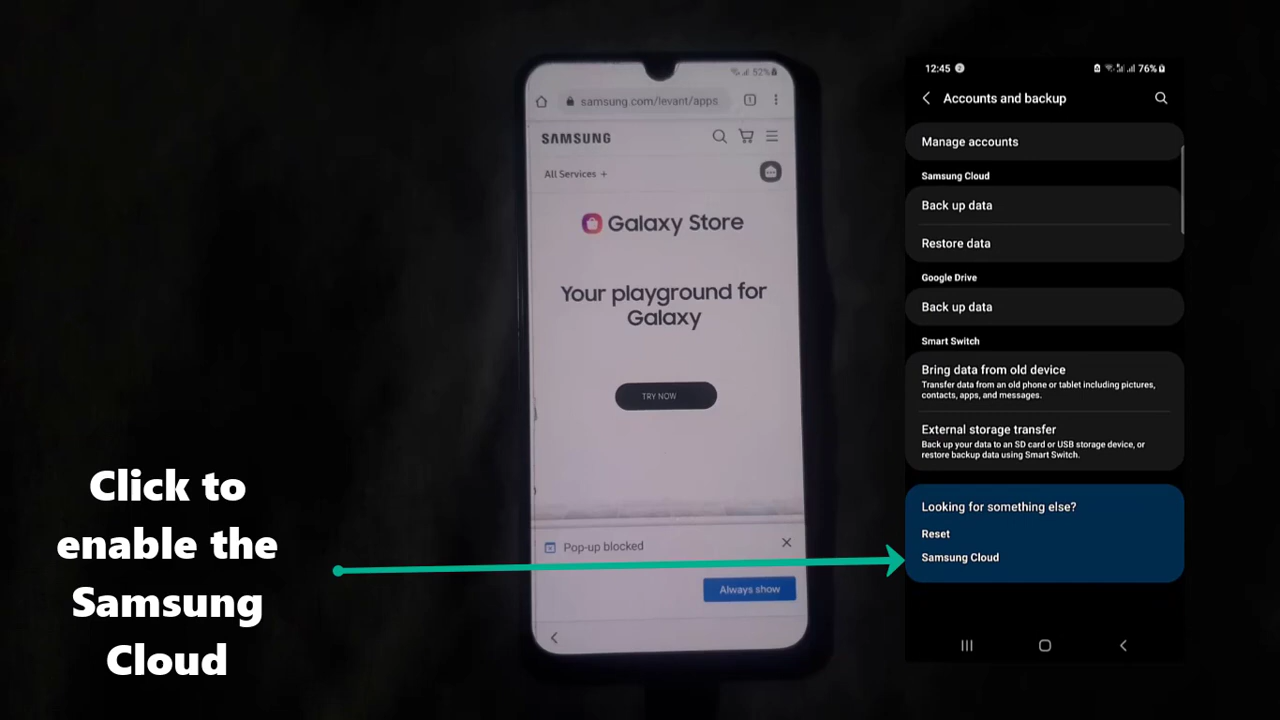 Click to
enable the
Samsung
Cloud
52%
samsung.com/levant/apps
1
SAMSUNG
All Services +
Galaxy Store
Your playground for
Galaxy
TRY NOW
Pop-up blocked
Always show
12:45
76%
Accounts and backup
Manage accounts
Samsung Cloud
Back up data
Restore data
Google Drive
Back up data
Smart Switch
Bring data from old device
Transfer data from an old phone or tablet including pictures,
contacts, apps, and messages.
External storage transfer
Back up your data to an SD card or USB storage device, or
restore backup data using Smart Switch.
Looking for something else?
Reset
Samsung Cloud